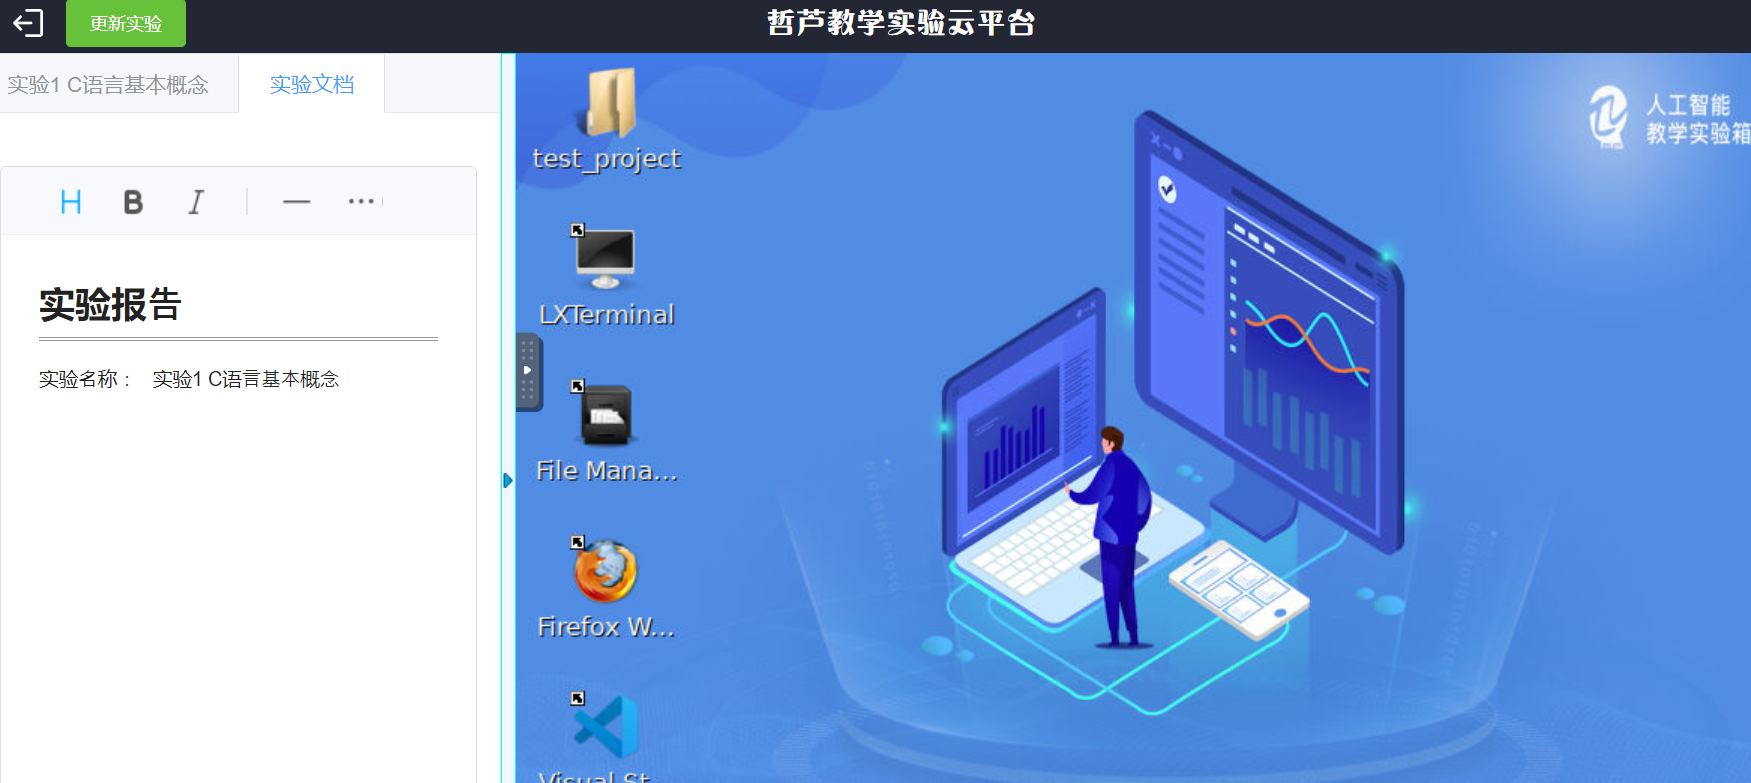 更新实验
哲芦教学实验云平台
实验1 C语言基本概念
实验文档
H B I
实验报告
实验名称： 实验1 C语言基本概念
test_project
LXTerminal
File Mana...
Firefox W...
Visual St...
人工智能
教学实验箱